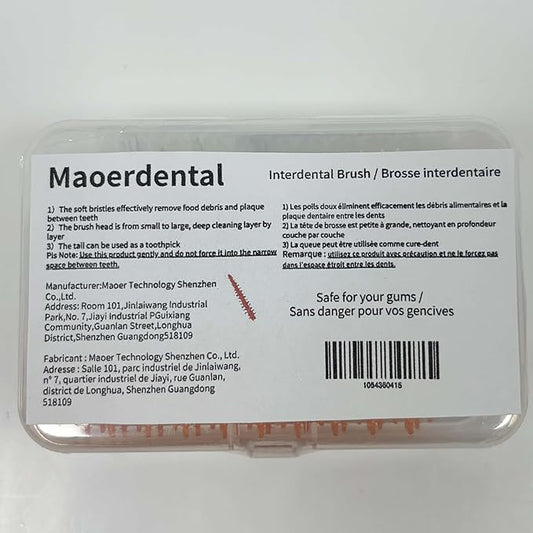 Maoerdental
Interdental Brush / Brosse interdentaire
1) The soft bristles effectively remove food debris and plaque
between teeth
2) The brush head is from small to large, deep cleaning layer by
layer
3) The tail can be used as a toothpick
Pls Note: Use this product gently and do not force it into the narrow
space between teeth.
1) Les poils doux éliminent efficacement les débris alimentaires et la
plaque dentaire entre les dents
2) La tête de brosse est petite à grande, nettoyant en profondeur
couche par couche
3) La queue peut être utilisée comme cure-dent
Remarque : utilisez ce produit avec précaution et ne le forcez pas
dans l'espace étroit entre les dents.
Manufacturer:Maoer Technology Shenzhen
Co.,Ltd.
Address: Room 101,Jinlaiwang Industrial
Park,No. 7,Jiayi Industrial PGuixiang
Community,Guanlan Street,Longhua
District,Shenzhen Guangdong518109
Safe for your gums /
Sans danger pour vos gencives
Fabricant : Maoer Technology Shenzhen Co., Ltd.
Adresse : Salle 101, parc industriel de Jinlaiwang,
n° 7, quartier industriel de Jiayi, rue Guanlan,
district de Longhua, Shenzhen Guangdong
518109
1084360415